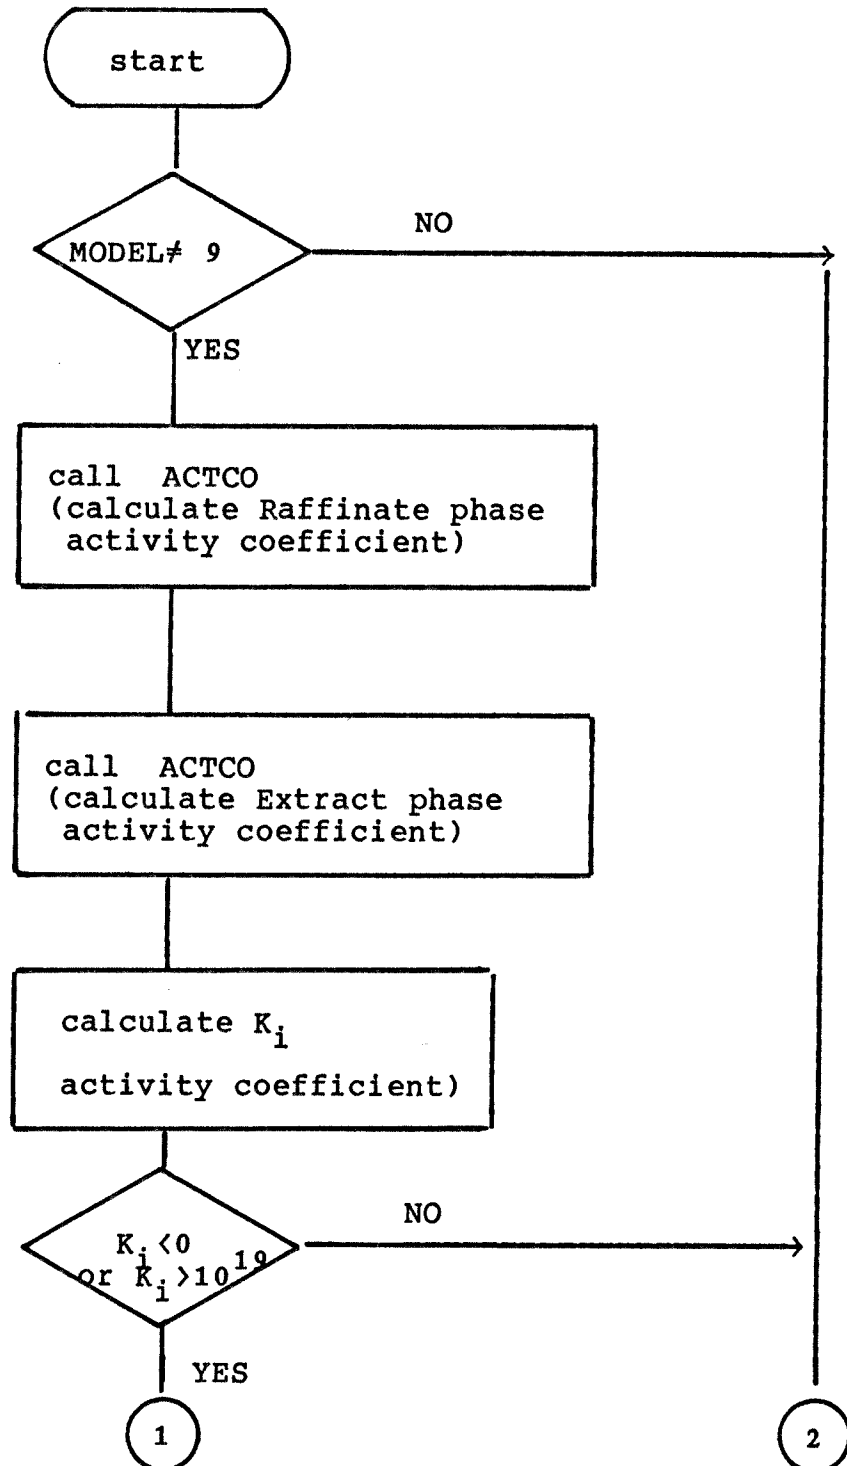 start
MODEL≠ 9
NO
YES
call ACTCO
(calculate Raffinate phase
activity coefficient)
call ACTCO
(calculate Extract phase
activity coefficient)
calculate K_i
activity coefficient)
NO
K_i<0
or K_i>10^19
YES
1
2